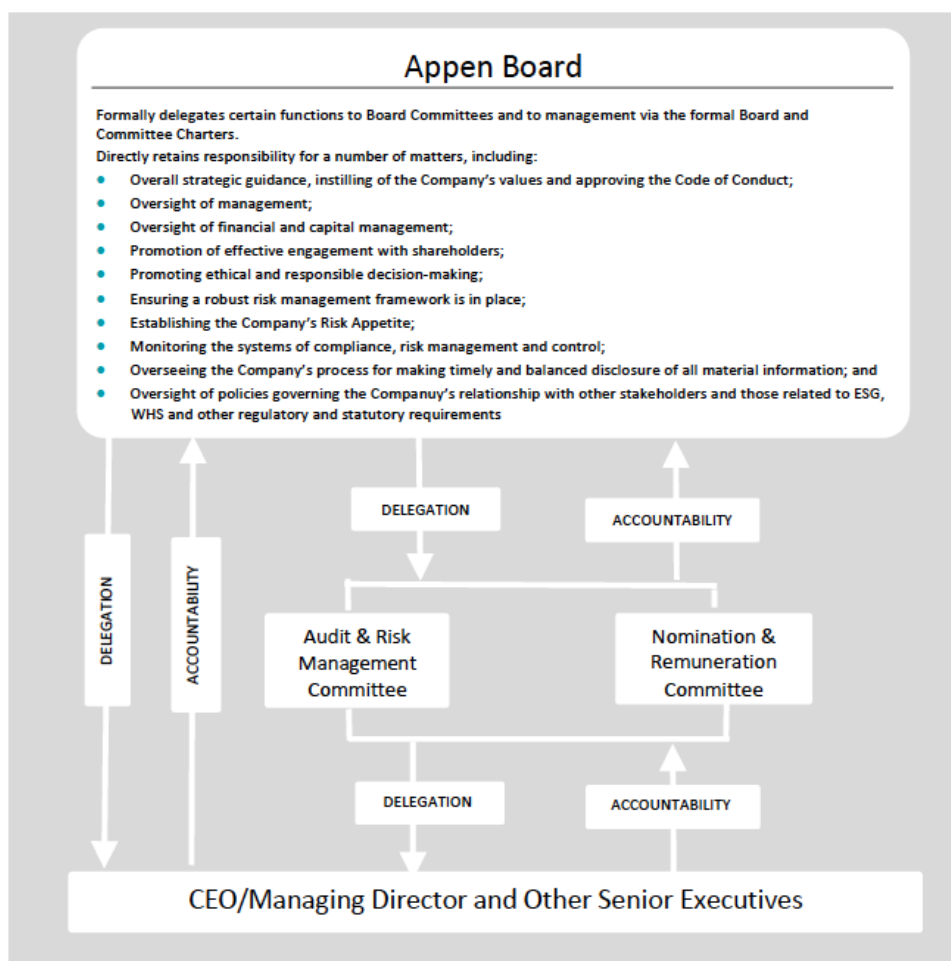 Appen Board
Formally delegates certain functions to Board Committees and to management via the formal Board and
Committee Charters.
Directly retains responsibility for a number of matters, including:
● Overall strategic guidance, instilling of the Company's values and approving the Code of Conduct;
● Oversight of management;
● Oversight of financial and capital management;
● Promotion of effective engagement with shareholders;
● Promoting ethical and responsible decision-making;
● Ensuring a robust risk management framework is in place;
● Establishing the Company's Risk Appetite;
● Monitoring the systems of compliance, risk management and control;
● Overseeing the Company's process for making timely and balanced disclosure of all material information; and
● Oversight of policies governing the Companuy's relationship with other stakeholders and those related to ESG,
WHS and other regulatory and statutory requirements
DELEGATION
ACCOUNTABILITY
DELEGATION
ACCOUNTABILITY
Audit & Risk
Management
Committee
Nomination &
Remuneration
Committee
DELEGATION
ACCOUNTABILITY
CEO/Managing Director and Other Senior Executives